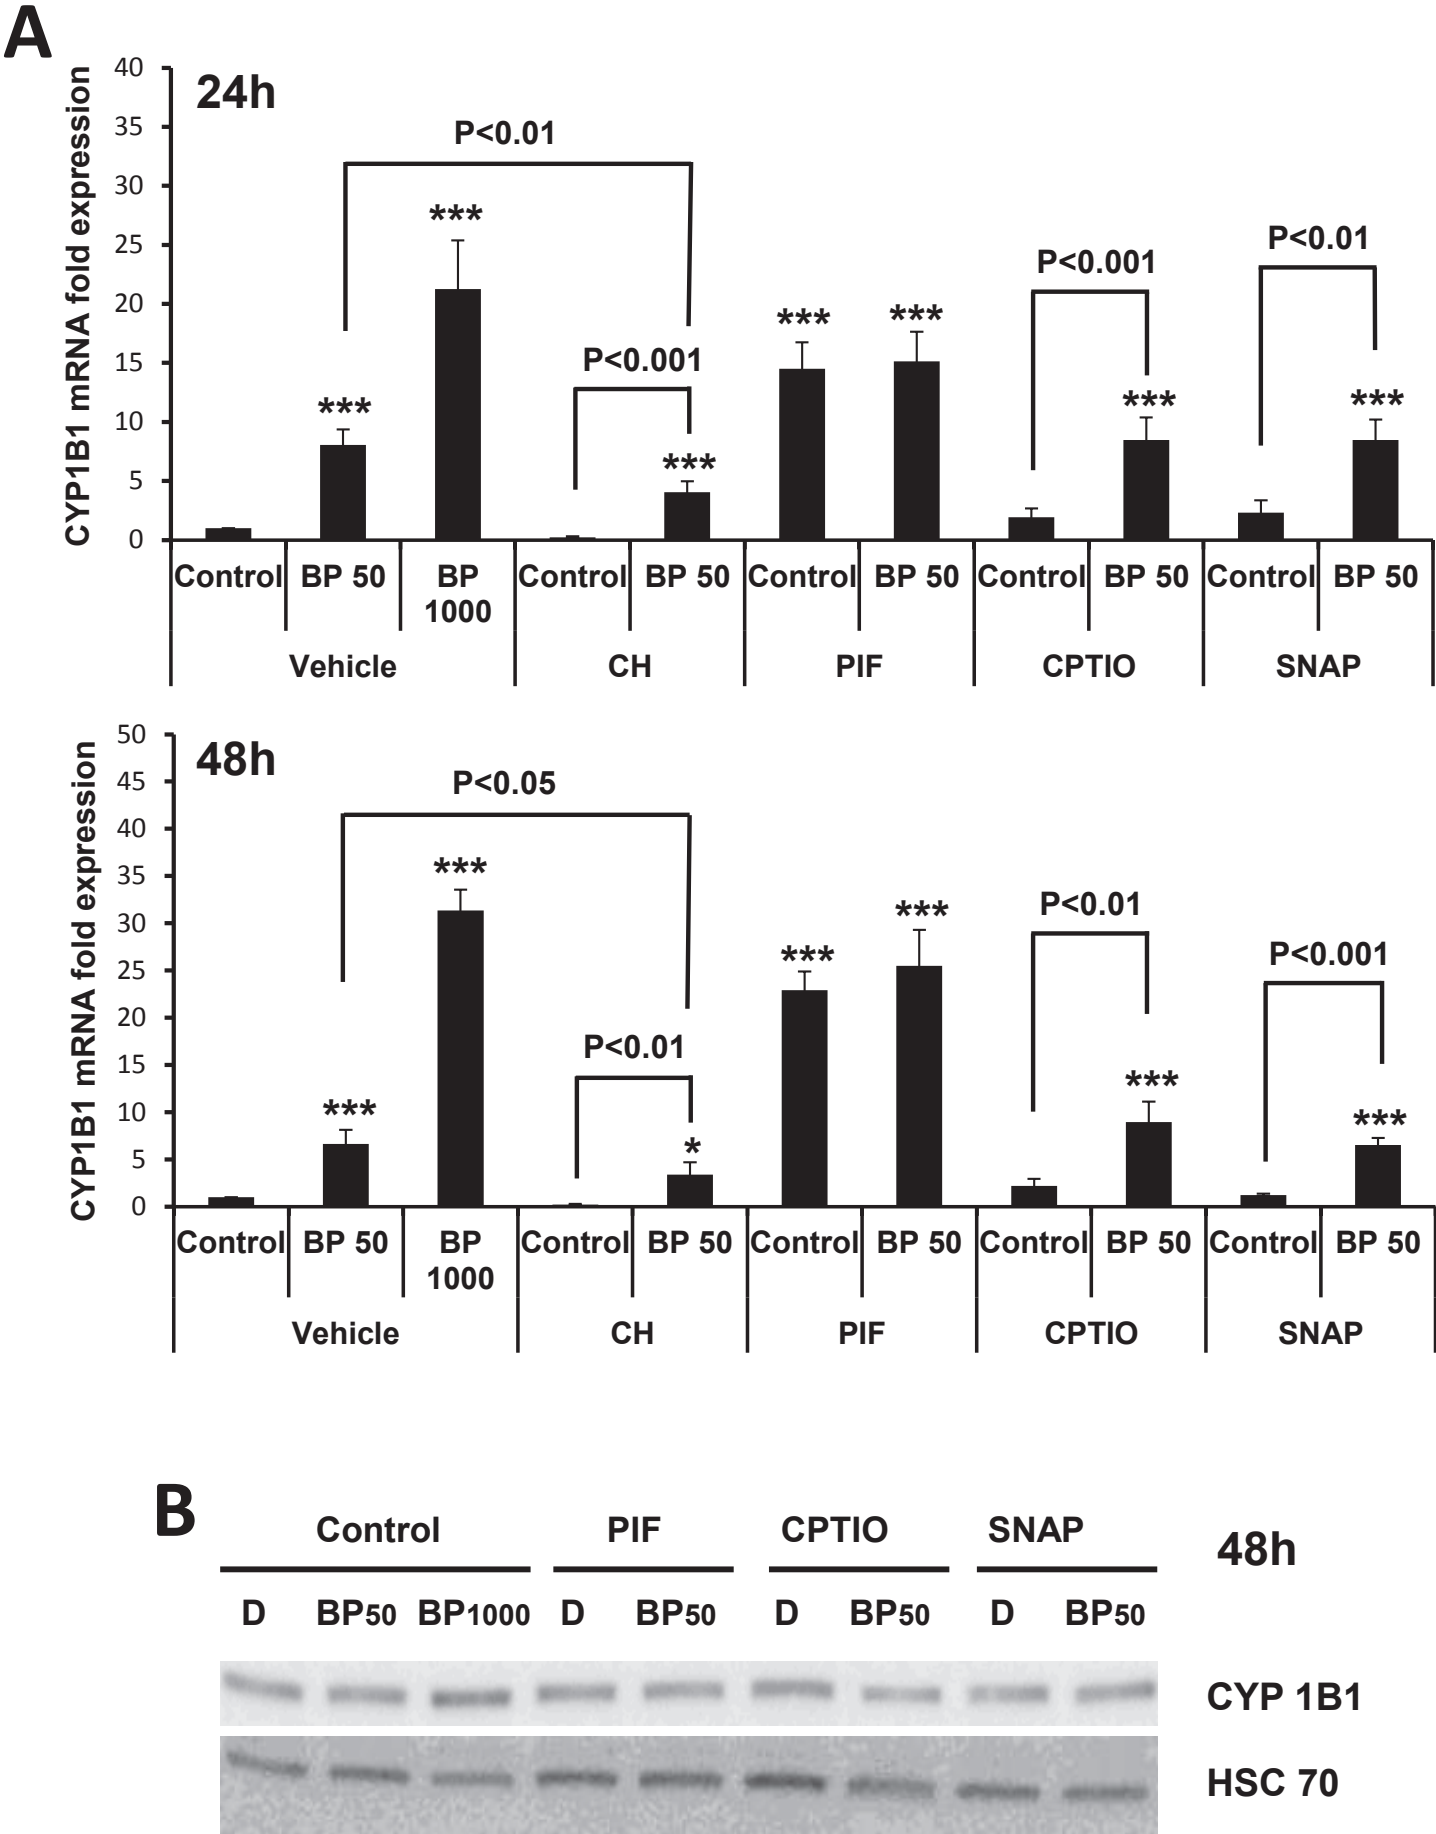 A
24h
CYP1B1 mRNA fold expression
40
35
30
25
20
15
10
5
0
P<0.01
***
***
P<0.001
***
***
***
P<0.001
***
P<0.01
***
Control BP 50 BP 1000 Control BP 50 Control BP 50 Control BP 50 Control BP 50
Vehicle CH PIF CPTIO SNAP
48h
CYP1B1 mRNA fold expression
50
45
40
35
30
25
20
15
10
5
0
P<0.05
***
***
P<0.01
*
***
***
P<0.01
***
P<0.001
***
Control BP 50 BP 1000 Control BP 50 Control BP 50 Control BP 50 Control BP 50
Vehicle CH PIF CPTIO SNAP
B
Control PIF CPTIO SNAP 48h
D BP50 BP1000 D BP50 D BP50 D BP50
CYP 1B1
HSC 70